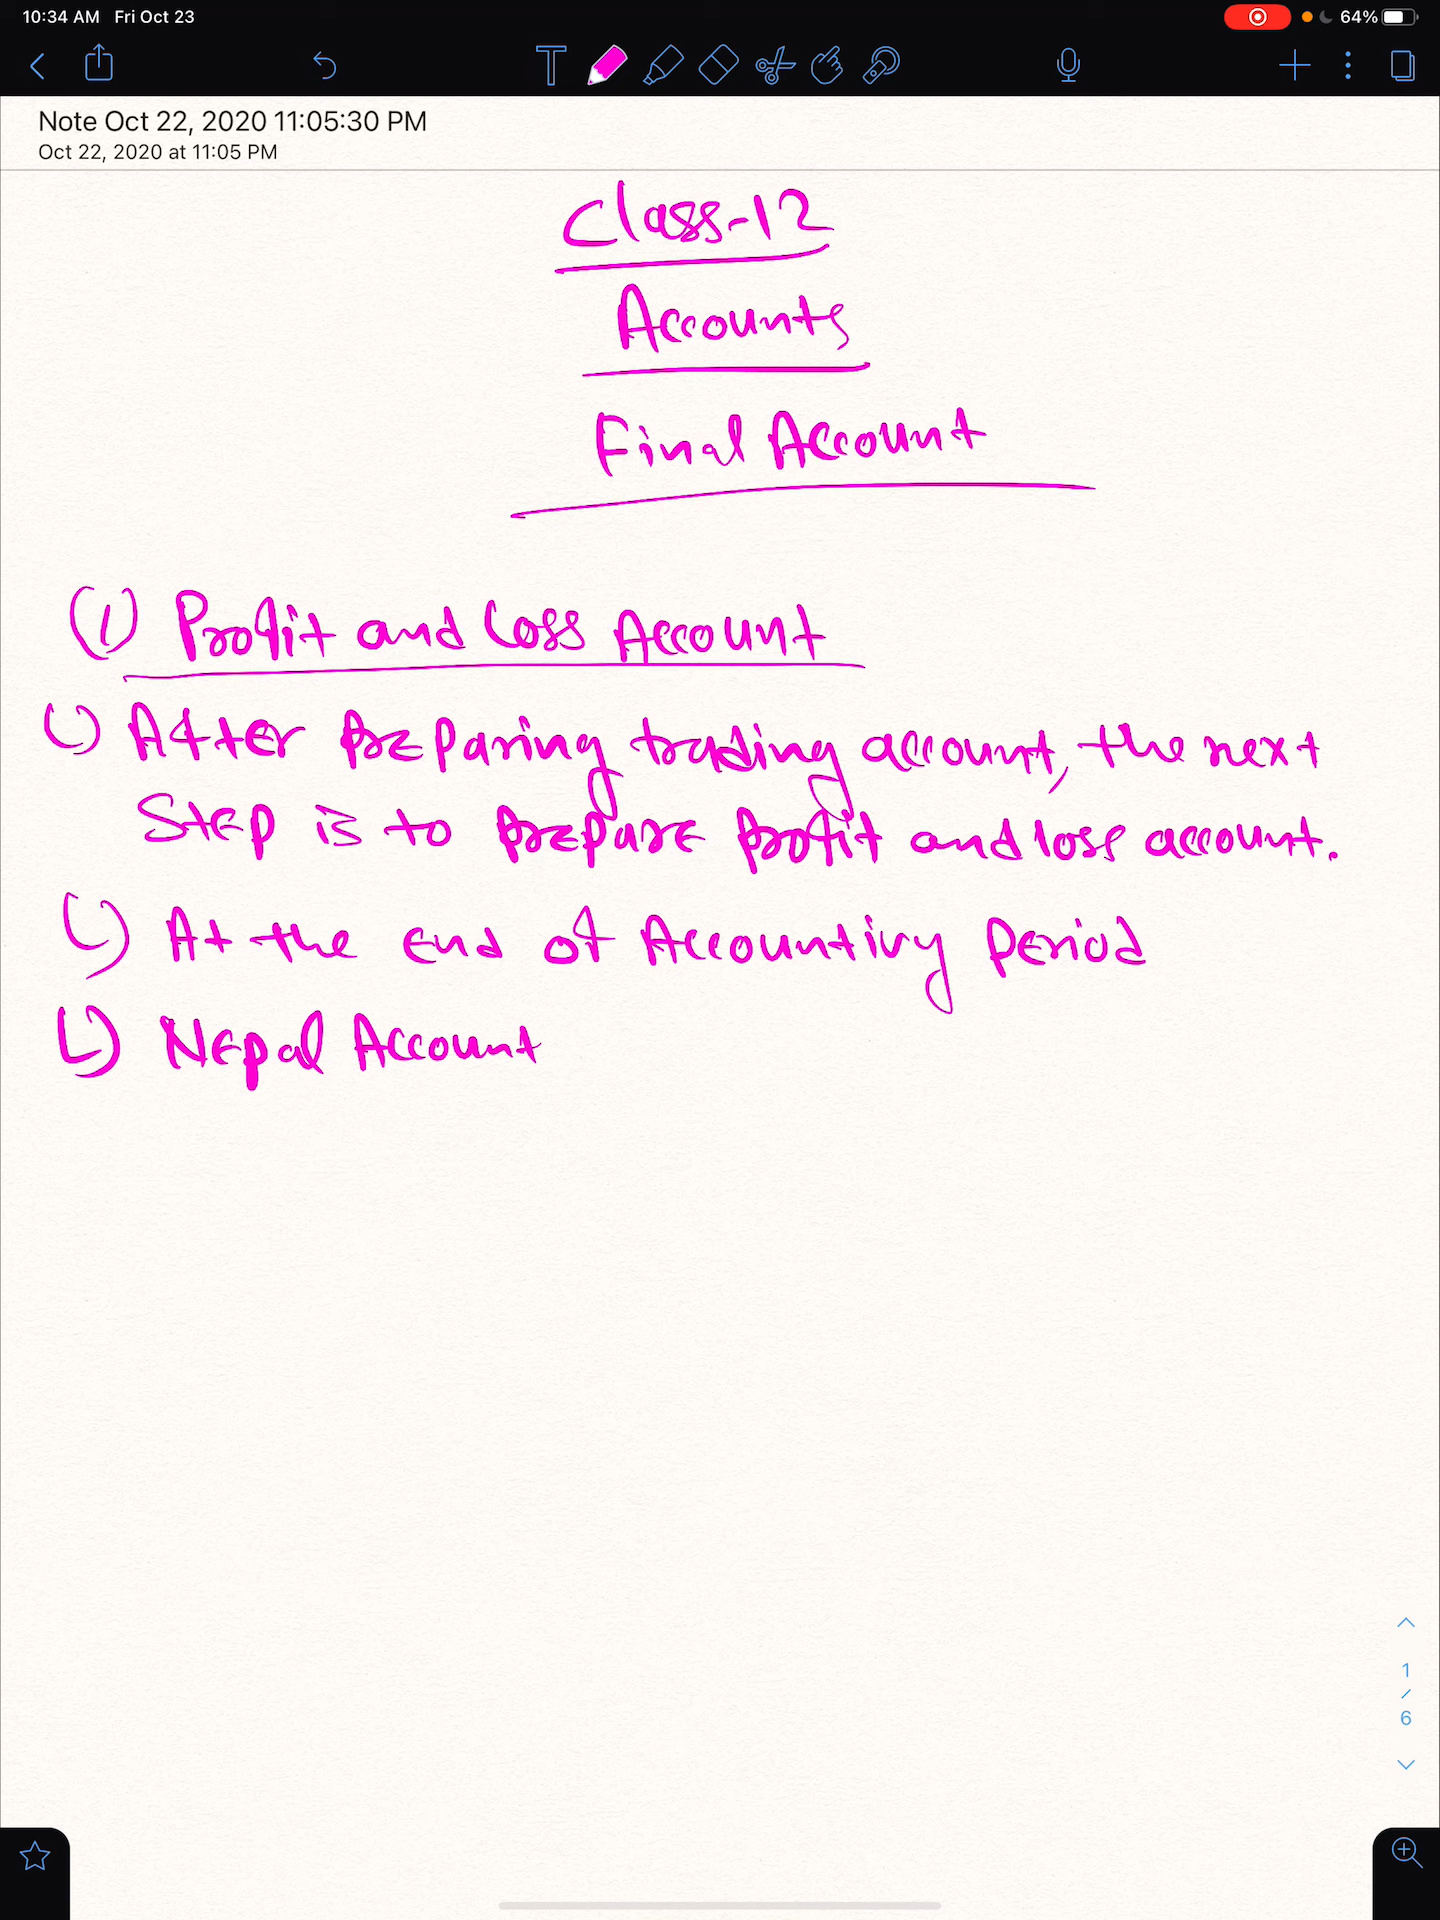 10:34 AM Fri Oct 23
64%
Note Oct 22, 2020 11:05:30 PM
Oct 22, 2020 at 11:05 PM
Class-12
Accounts
Final Account
(1) Profit and Loss Account
After preparing trading account, the next
Step is to prepare profit and loss account.
At the end of Accounting Period
Nepal Account
1
/
6